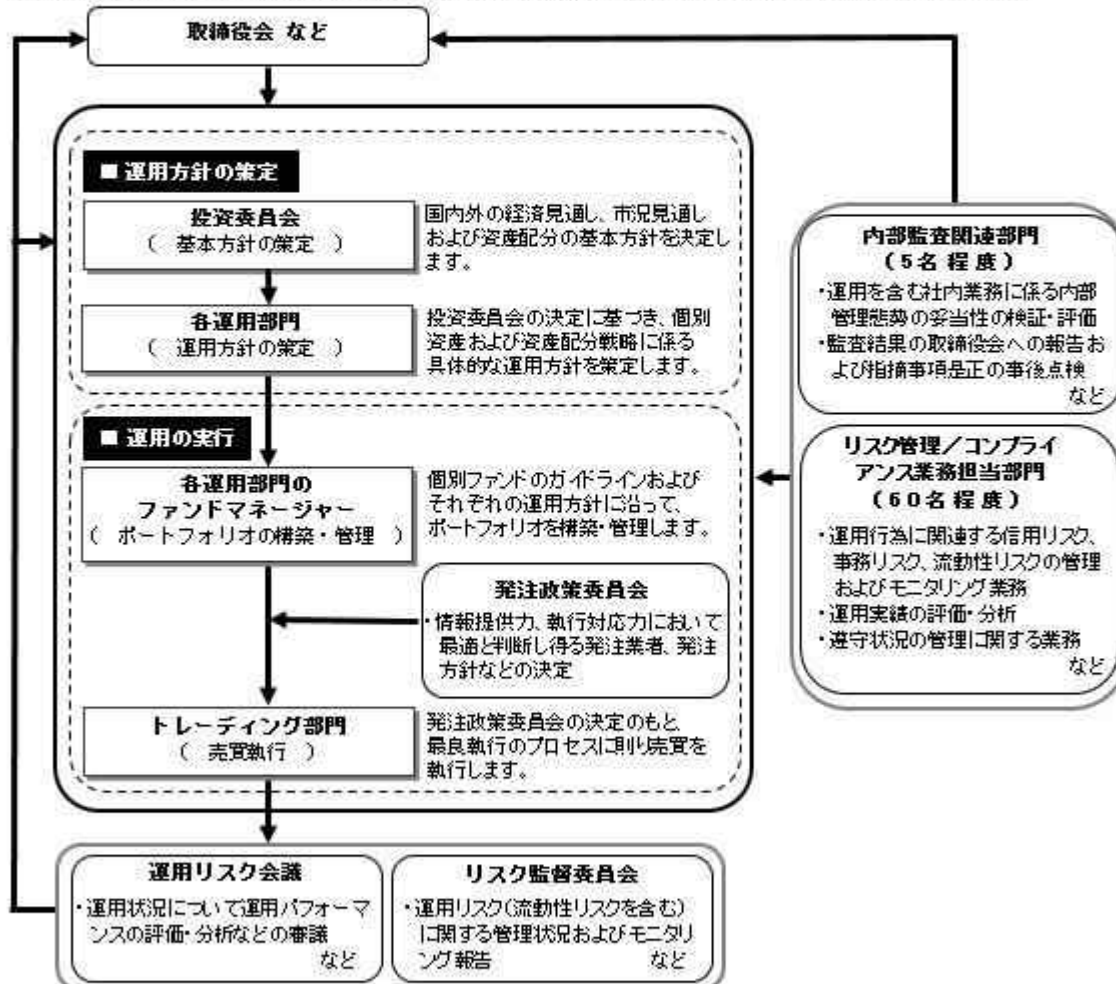 取締役会 など
■ 運用方針の策定
投資委員会
( 基本方針の策定 )
国内外の経済見通し、市況見通し
および資産配分の基本方針を決定し
ます。
各運用部門
( 運用方針の策定 )
投資委員会の決定に基づき、個別
資産および資産配分戦略に係る
具体的な運用方針を策定します。
■ 運用の実行
各運用部門の
ファンドマネージャー
( ポートフォリオの構築・管理 )
個別ファンドのガイドラインおよび
それぞれの運用方針に沿って、
ポートフォリオを構築・管理します。
発注政策委員会
・情報提供力、執行対応力において
最適と判断し得る発注業者、発注
方針などの決定
トレーディング部門
( 売買執行 )
発注政策委員会の決定のもと、
最良執行のプロセスに則り売買を
執行します。
内部監査関連部門
(5名程度)
・運用を含む社内業務に係る内部
管理態勢の妥当性の検証・評価
・監査結果の取締役会への報告お
よび指摘事項是正の事後点検
など
リスク管理/コンプライ
アンス業務担当部門
(60名程度)
・運用行為に関連する信用リスク、
事務リスク、流動性リスクの管理
およびモニタリング業務
・運用実績の評価・分析
・遵守状況の管理に関する業務
など
運用リスク会議
・運用状況について運用パフォーマ
ンスの評価・分析などの審議
など
リスク監督委員会
・運用リスク(流動性リスクを含む)
に関する管理状況およびモニタリ
ング報告 など